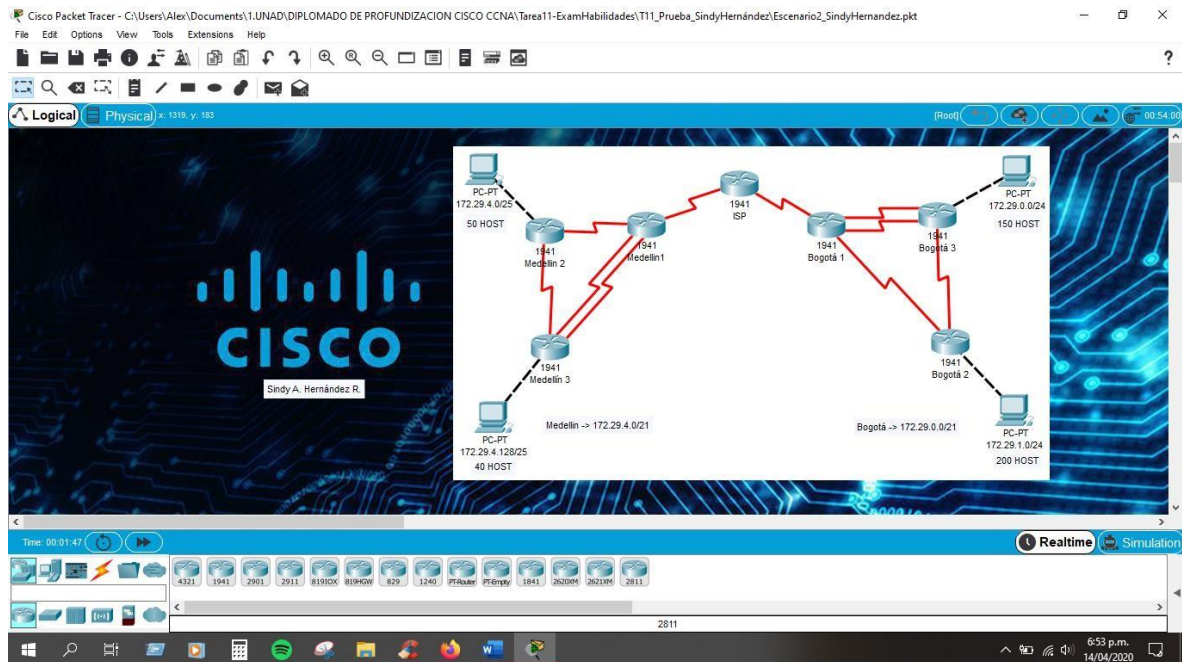 Cisco Packet Tracer - C:\Users\Alex\Documents\1.UNAD\DIPLOMADO DE PROFUNDIZACION CISCO CCNA\Tarea11-ExamHabilidades\T11_Prueba_SindyHernández\Escenario2_SindyHernandez.pkt
File Edit Options View Tools Extensions Help
?
Logical Physical x: 1319, y: 183 [Root] 00:54:00
PC-PT
172.29.4.0/25
50 HOST
1941
Medellin 2
1941
Medellin1
1941
ISP
1941
Bogotá 1
1941
Bogotá 3
PC-PT
172.29.0.0/24
150 HOST
CISCO
Sindy A. Hernández R.
1941
Medellín 3
1941
Bogotá 2
PC-PT
172.29.4.128/25
40 HOST
Medellin -> 172.29.4.0/21
Bogotá -> 172.29.0.0/21
PC-PT
172.29.1.0/24
200 HOST
Time: 00:01:47 Realtime Simulation
4321 1941 2901 2911 819IOX 819HGW 829 1240 PT-Router PT-Empty 1841 2620XM 2621XM 2811
2811
6:53 p.m.
14/04/2020